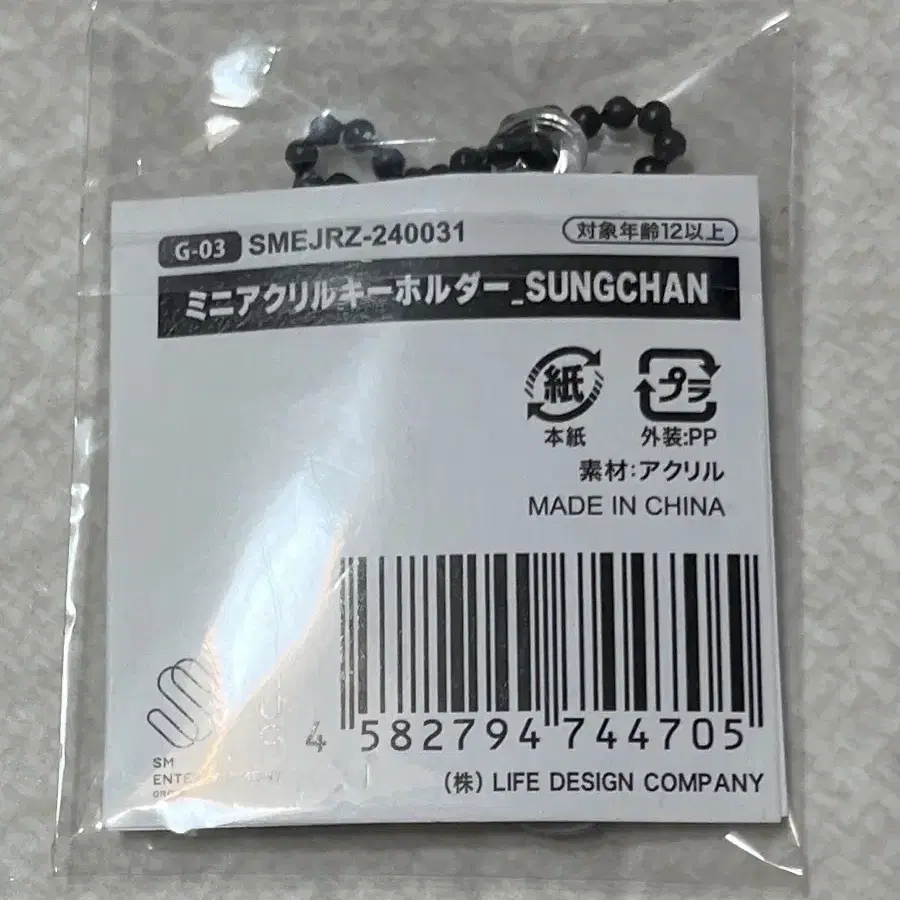 G-03 SMEJRZ-240031 対象年齢12以上
ミニアクリルキーホルダー_SUNGCHAN
紙 プラ
本紙 外装:PP
素材:アクリル
MADE IN CHINA
4 582794 744705
SM
(株) LIFE DESIGN COMPANY